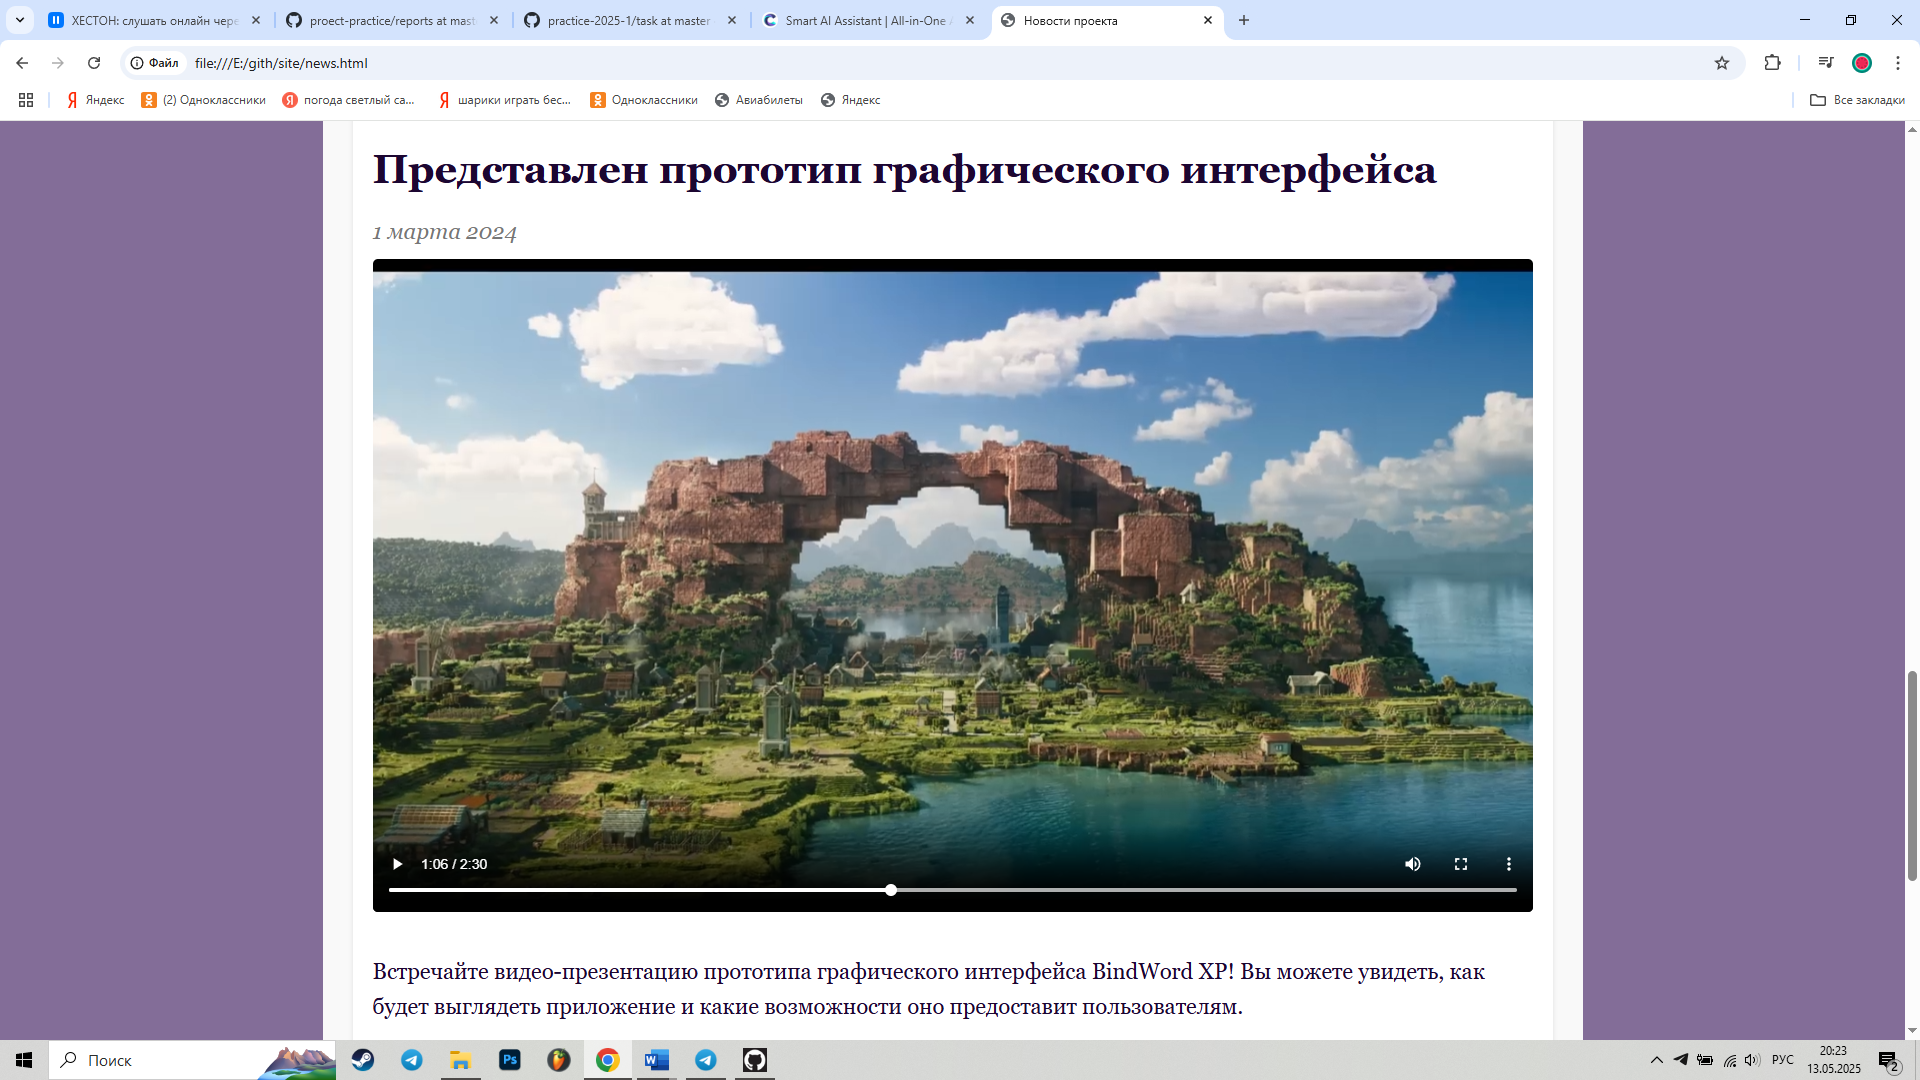 ХЕСТОН: слушать онлайн чере
proect-practice/reports at mast
practice-2025-1/task at master
Smart AI Assistant | All-in-One A
Новости проекта
Файл
file:///E:/gith/site/news.html
Яндекс
(2) Одноклассники
погода светлый са...
шарики играть бес...
Одноклассники
Авиабилеты
Яндекс
Все закладки
Представлен прототип графического интерфейса
1 марта 2024
1:06 / 2:30
Встречайте видео-презентацию прототипа графического интерфейса BindWord XP! Вы можете увидеть, как
будет выглядеть приложение и какие возможности оно предоставит пользователям.
Поиск
Ps
W
РУС
20:23
13.05.2025
2